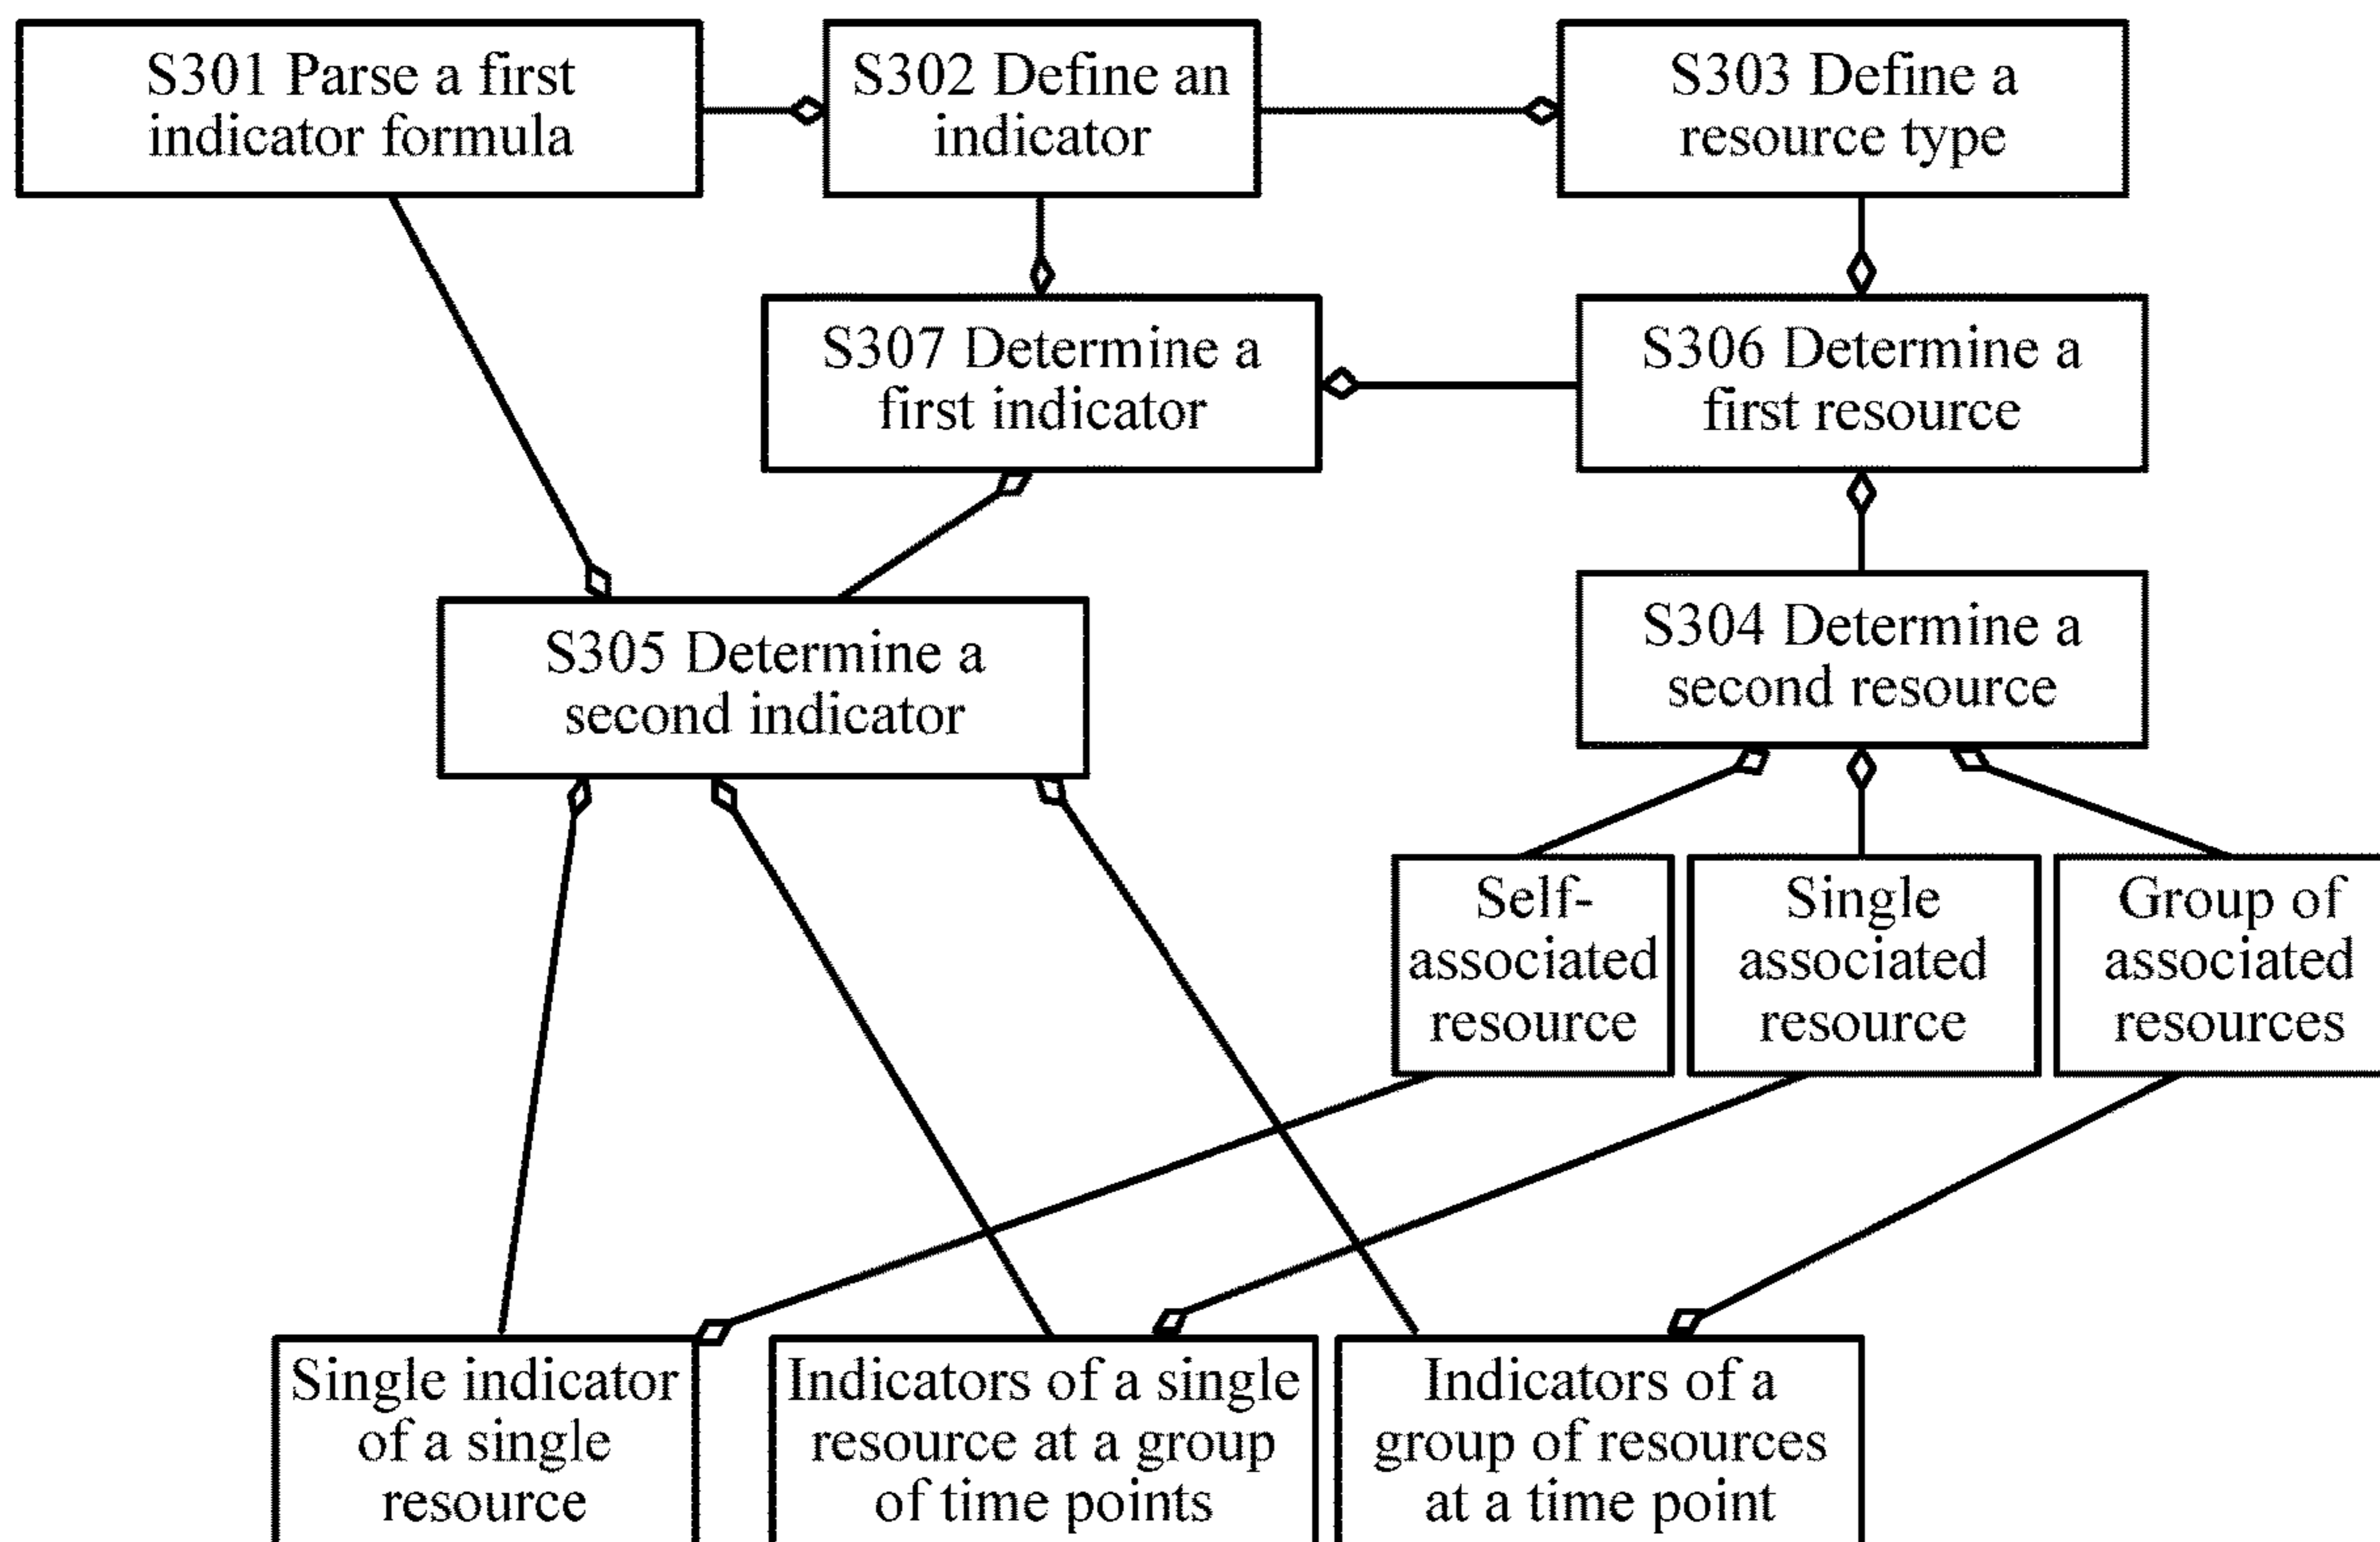 S301 Parse a first
indicator formula
S302 Define an
indicator
S303 Define a
resource type
S307 Determine a
first indicator
S306 Determine a
first resource
S305 Determine a
second indicator
S304 Determine a
second resource
Self-
associated
resource
Single
associated
resource
Group of
associated
resources
Single indicator
of a single
resource
Indicators of a single
resource at a group
of time points
Indicators of a
group of resources
at a time point